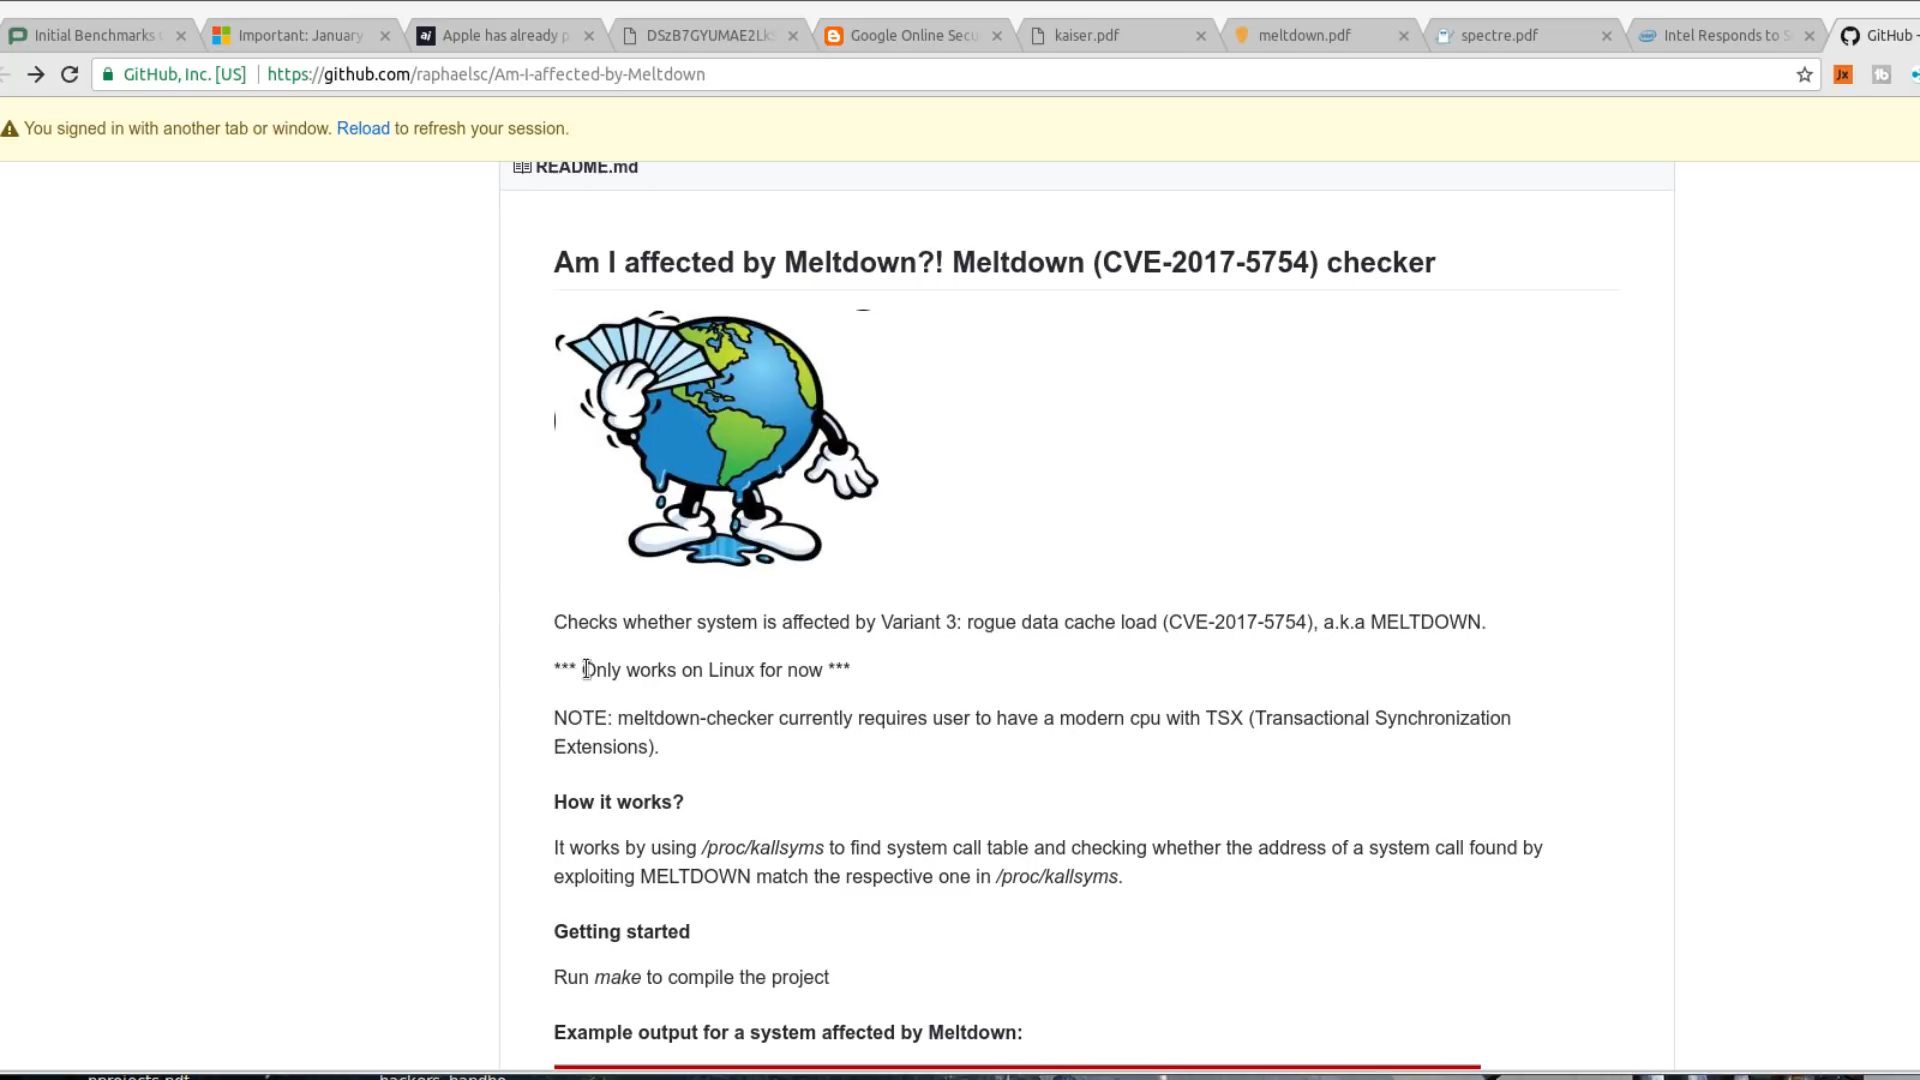 Initial Benchmarks
Important: January
ai Apple has already p
DSzB7GYUMAE2Lk
Google Online Secu
kaiser.pdf
meltdown.pdf
spectre.pdf
Intel Responds to S
GitHub -
GitHub, Inc. [US] https://github.com/raphaelsc/Am-I-affected-by-Meltdown
Jx
You signed in with another tab or window. Reload to refresh your session.
README.md
Am I affected by Meltdown?! Meltdown (CVE-2017-5754) checker
Checks whether system is affected by Variant 3: rogue data cache load (CVE-2017-5754), a.k.a MELTDOWN.
*** Only works on Linux for now ***
NOTE: meltdown-checker currently requires user to have a modern cpu with TSX (Transactional Synchronization
Extensions).
How it works?
It works by using /proc/kallsyms to find system call table and checking whether the address of a system call found by
exploiting MELTDOWN match the respective one in /proc/kallsyms.
Getting started
Run make to compile the project
Example output for a system affected by Meltdown: